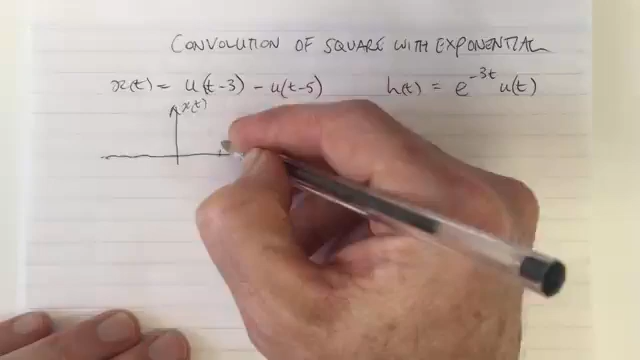 CONVOLUTION OF SQUARE WITH EXPONENTIAL
x(t) = u(t-3) - u(t-5) h(t) = e^{-3t} u(t)
x(t)